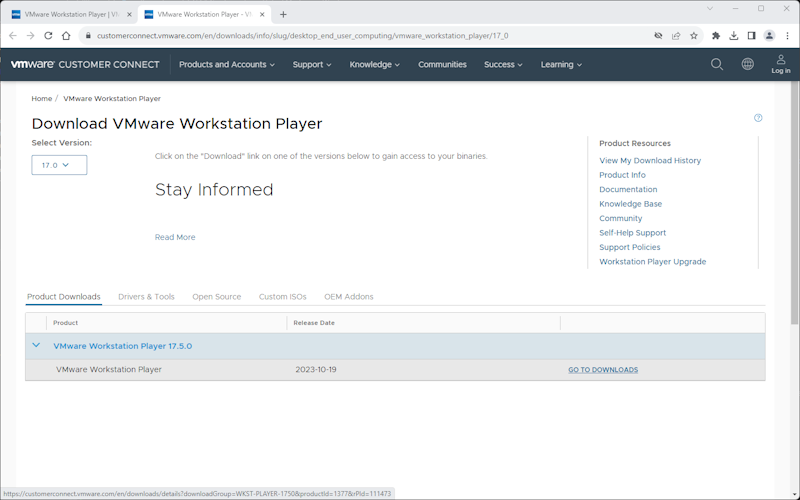 VMware Workstation Player | VM
VMware Workstation Player - VM
customerconnect.vmware.com/en/downloads/info/slug/desktop_end_user_computing/vmware_workstation_player/17_0
vmware CUSTOMER CONNECT
Products and Accounts
Support
Knowledge
Communities
Success
Learning
Log in
Home / VMware Workstation Player
Download VMware Workstation Player
Select Version:
17.0
Click on the "Download" link on one of the versions below to gain access to your binaries.
Stay Informed
Read More
Product Resources
View My Download History
Product Info
Documentation
Knowledge Base
Community
Self-Help Support
Support Policies
Workstation Player Upgrade
Product Downloads
Drivers & Tools
Open Source
Custom ISOs
OEM Addons
Product
Release Date
VMware Workstation Player 17.5.0
VMware Workstation Player
2023-10-19
GO TO DOWNLOADS
https://customerconnect.vmware.com/en/downloads/details?downloadGroup=WKST-PLAYER-1750&productId=1377&rPId=111473